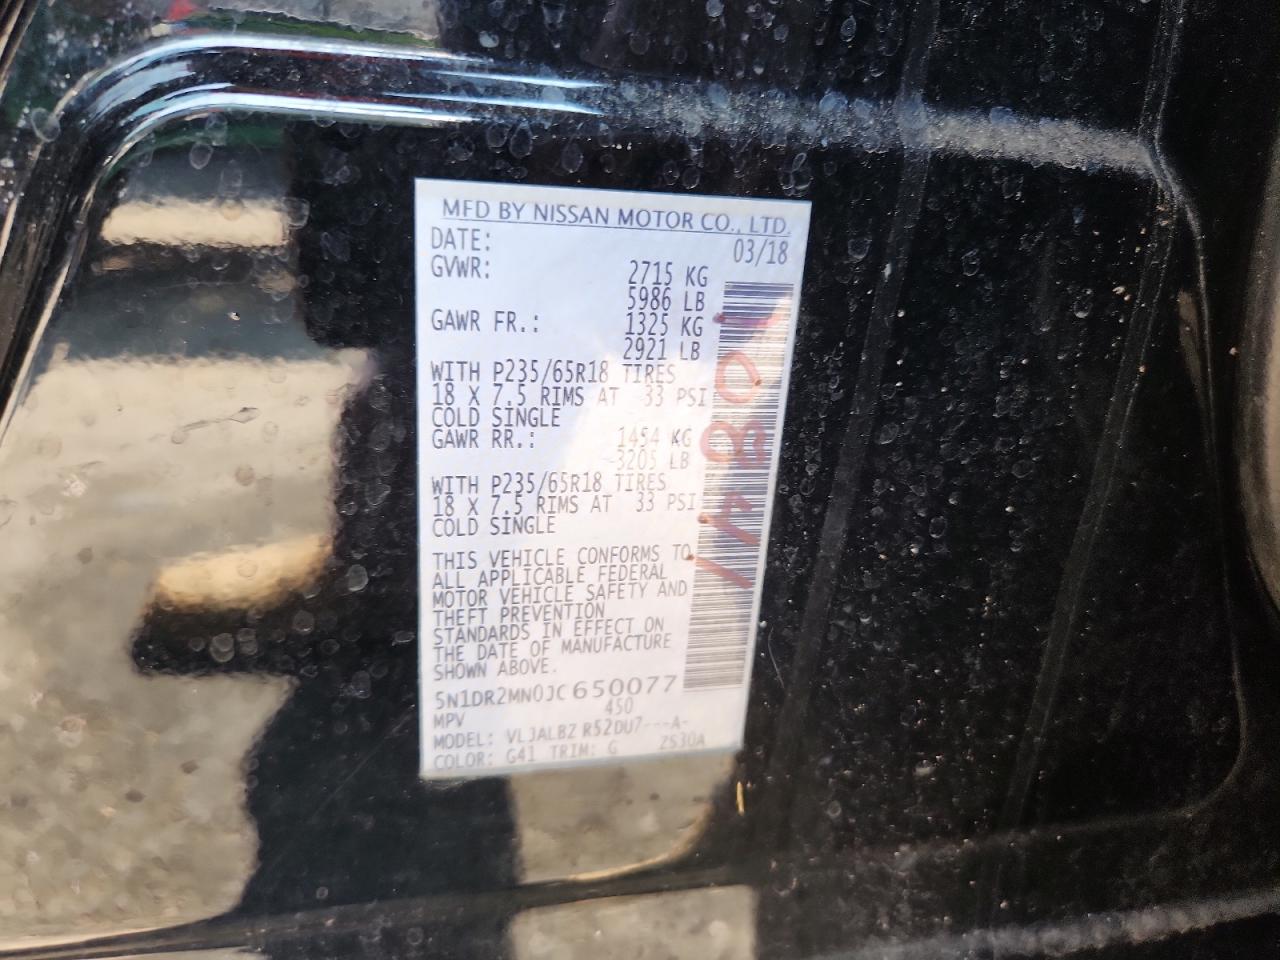 MFD BY NISSAN MOTOR CO., LTD.
DATE: 03/18
GVWR: 2715 KG
5986 LB
GAWR FR.: 1325 KG
2921 LB
WITH P235/65R18 TIRES
18 X 7.5 RIMS AT 33 PSI
COLD SINGLE
GAWR RR.: 1454 KG
3205 LB
WITH P235/65R18 TIRES
18 X 7.5 RIMS AT 33 PSI
COLD SINGLE
THIS VEHICLE CONFORMS TO
ALL APPLICABLE FEDERAL
MOTOR VEHICLE SAFETY AND
THEFT PREVENTION
STANDARDS IN EFFECT ON
THE DATE OF MANUFACTURE
SHOWN ABOVE.
5N1DR2MN0JC650077
MPV 450
MODEL: VLJALBZ R52DU7---A-
COLOR: G41 TRIM: G 2S30A